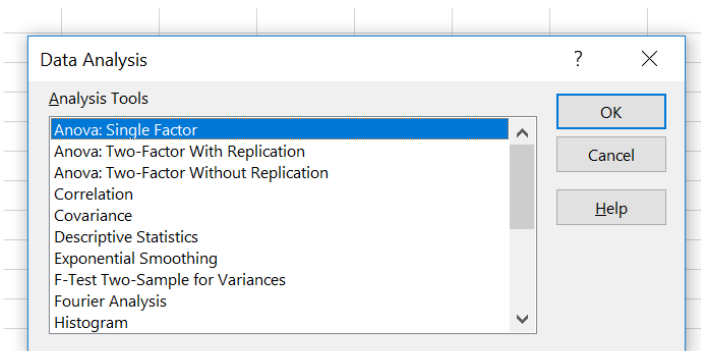 Data Analysis ?
Analysis Tools
Anova: Single Factor
Anova: Two-Factor With Replication
Anova: Two-Factor Without Replication
Correlation
Covariance
Descriptive Statistics
Exponential Smoothing
F-Test Two-Sample for Variances
Fourier Analysis
Histogram
OK
Cancel
Help